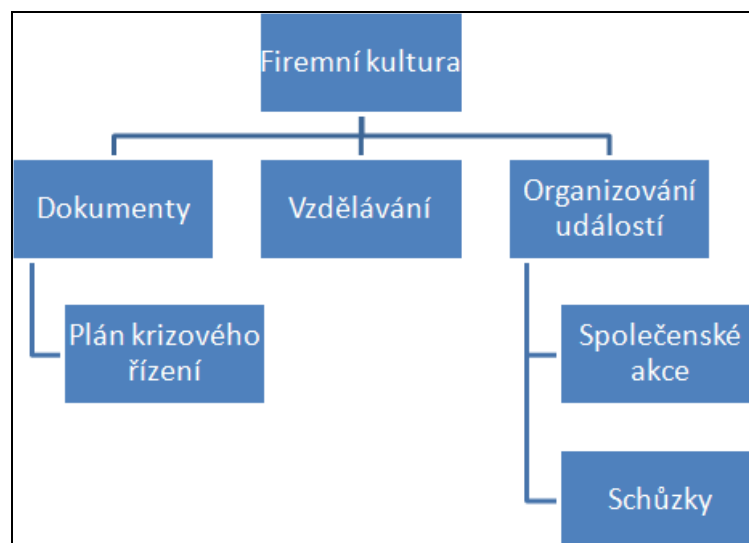 Firemní kultura
Dokumenty
Vzdělávání
Organizování
událostí
Plán krizového
řízení
Společenské
akce
Schůzky